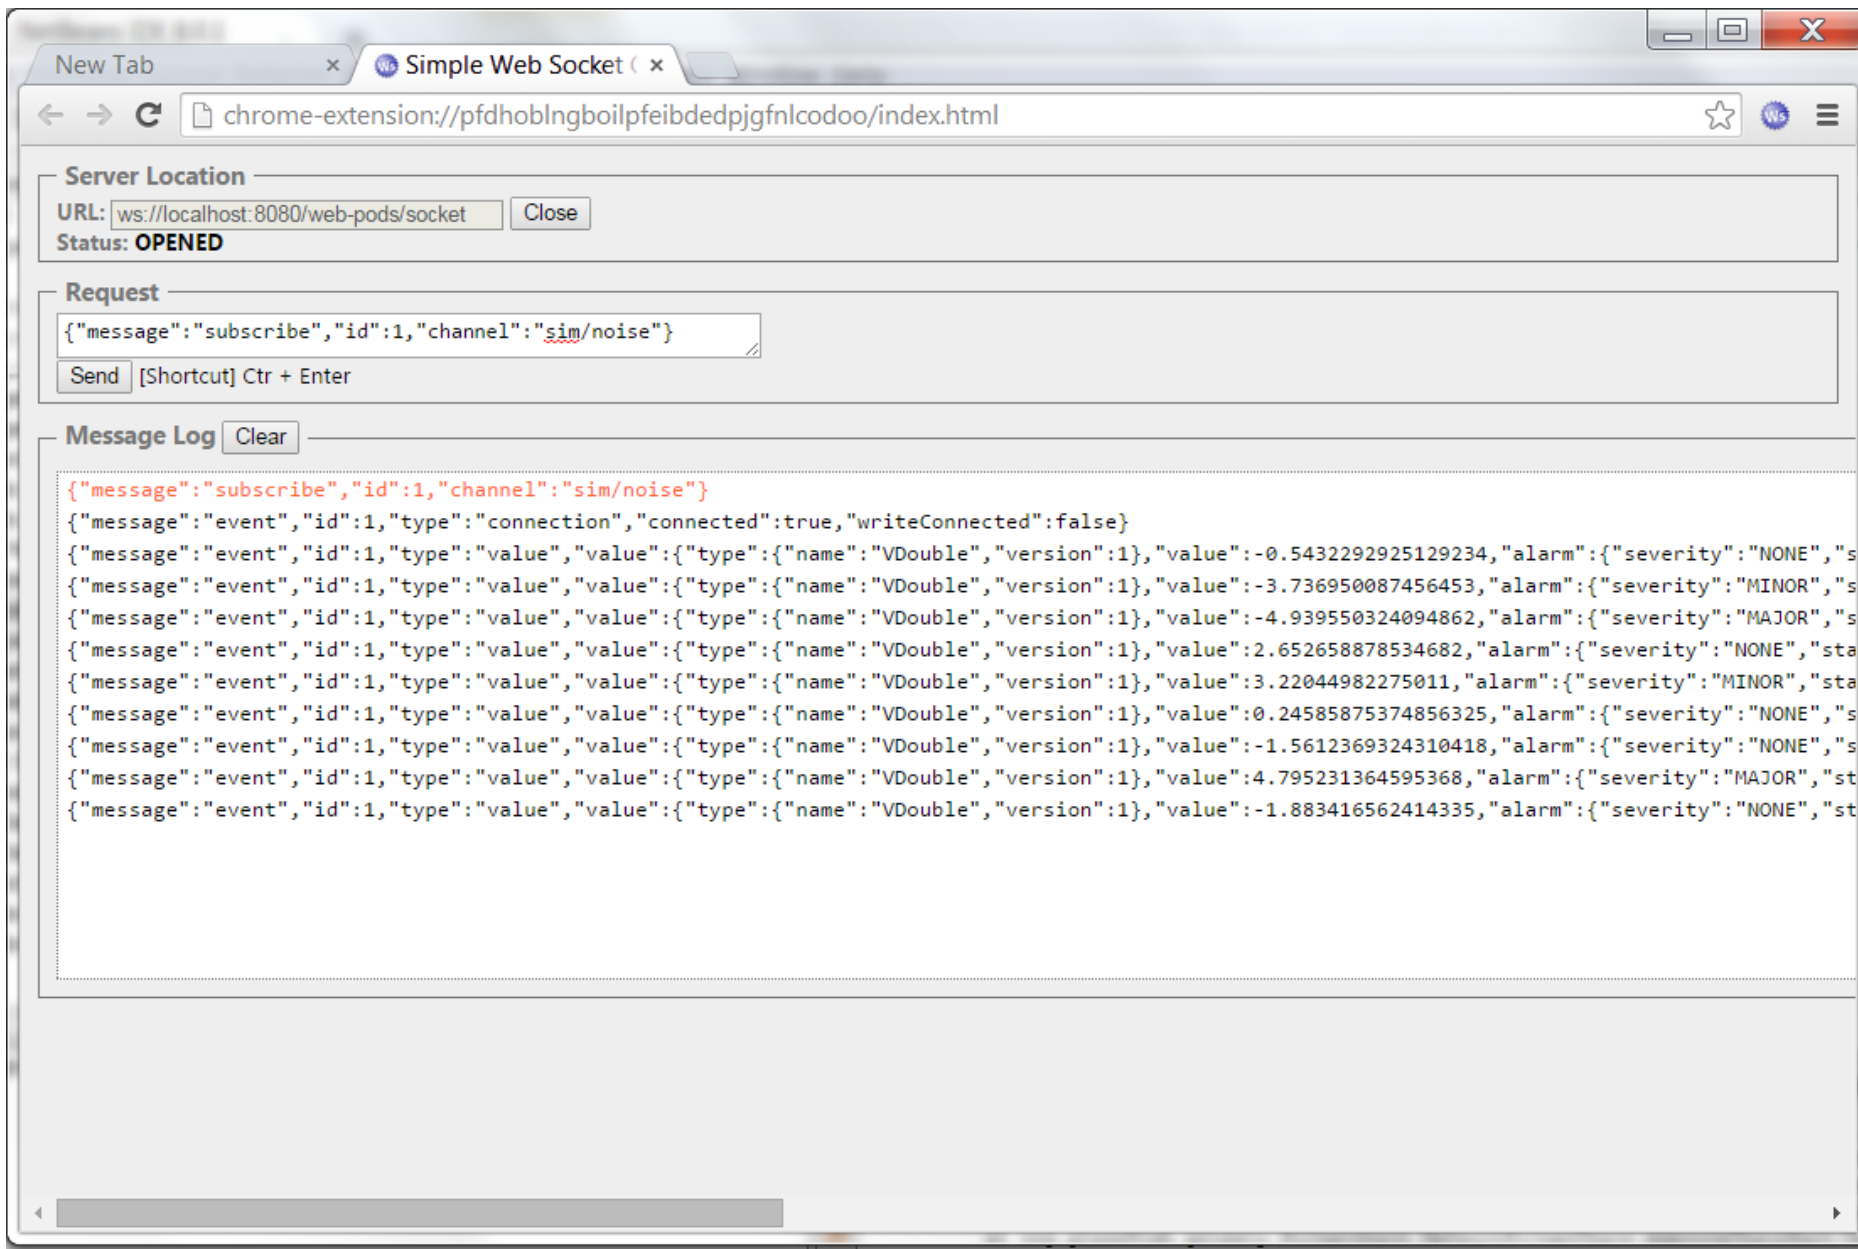 New Tab
Simple Web Socket (
chrome-extension://pfdhoblngboilpfeibdedpjgfnlcodoo/index.html
Server Location
URL: ws://localhost:8080/web-pods/socket Close
Status: OPENED
Request
{"message":"subscribe","id":1,"channel":"sim/noise"}
Send [Shortcut] Ctr + Enter
Message Log Clear
{"message":"subscribe","id":1,"channel":"sim/noise"}
{"message":"event","id":1,"type":"connection","connected":true,"writeConnected":false}
{"message":"event","id":1,"type":"value","value":{"type":{"name":"VDouble","version":1},"value":-0.5432292925129234,"alarm":{"severity":"NONE","s
{"message":"event","id":1,"type":"value","value":{"type":{"name":"VDouble","version":1},"value":-3.736950087456453,"alarm":{"severity":"MINOR","s
{"message":"event","id":1,"type":"value","value":{"type":{"name":"VDouble","version":1},"value":-4.939550324094862,"alarm":{"severity":"MAJOR","s
{"message":"event","id":1,"type":"value","value":{"type":{"name":"VDouble","version":1},"value":2.652658878534682,"alarm":{"severity":"NONE","sta
{"message":"event","id":1,"type":"value","value":{"type":{"name":"VDouble","version":1},"value":3.22044982275011,"alarm":{"severity":"MINOR","sta
{"message":"event","id":1,"type":"value","value":{"type":{"name":"VDouble","version":1},"value":0.24585875374856325,"alarm":{"severity":"NONE","s
{"message":"event","id":1,"type":"value","value":{"type":{"name":"VDouble","version":1},"value":-1.5612369324310418,"alarm":{"severity":"NONE","s
{"message":"event","id":1,"type":"value","value":{"type":{"name":"VDouble","version":1},"value":4.795231364595368,"alarm":{"severity":"MAJOR","st
{"message":"event","id":1,"type":"value","value":{"type":{"name":"VDouble","version":1},"value":-1.883416562414335,"alarm":{"severity":"NONE","st